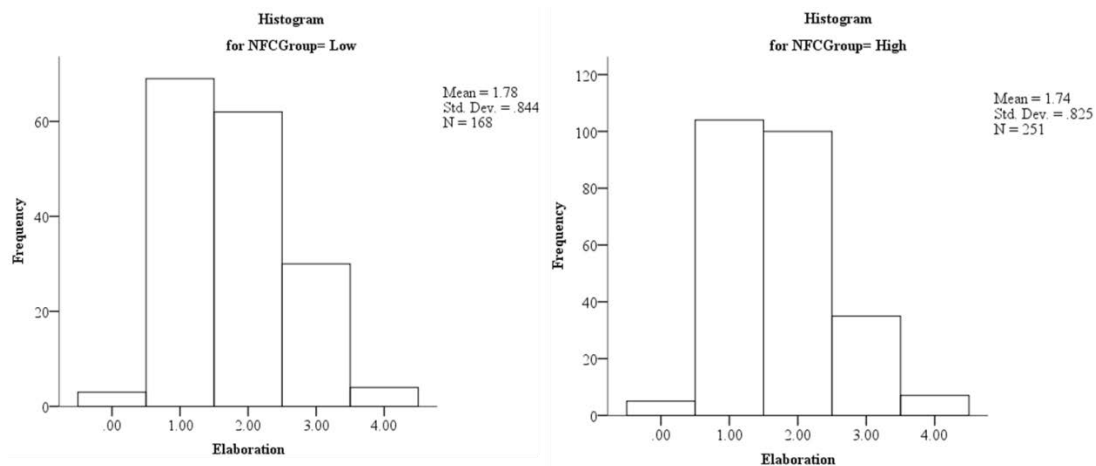 Histogram
for NFCGroup= Low
Mean = 1.78
Std. Dev. = .844
N = 168
60
40
20
0
Frequency
.00 1.00 2.00 3.00 4.00
Elaboration
Histogram
for NFCGroup= High
Mean = 1.74
Std. Dev. = .825
N = 251
120
100
80
60
40
20
0
Frequency
.00 1.00 2.00 3.00 4.00
Elaboration